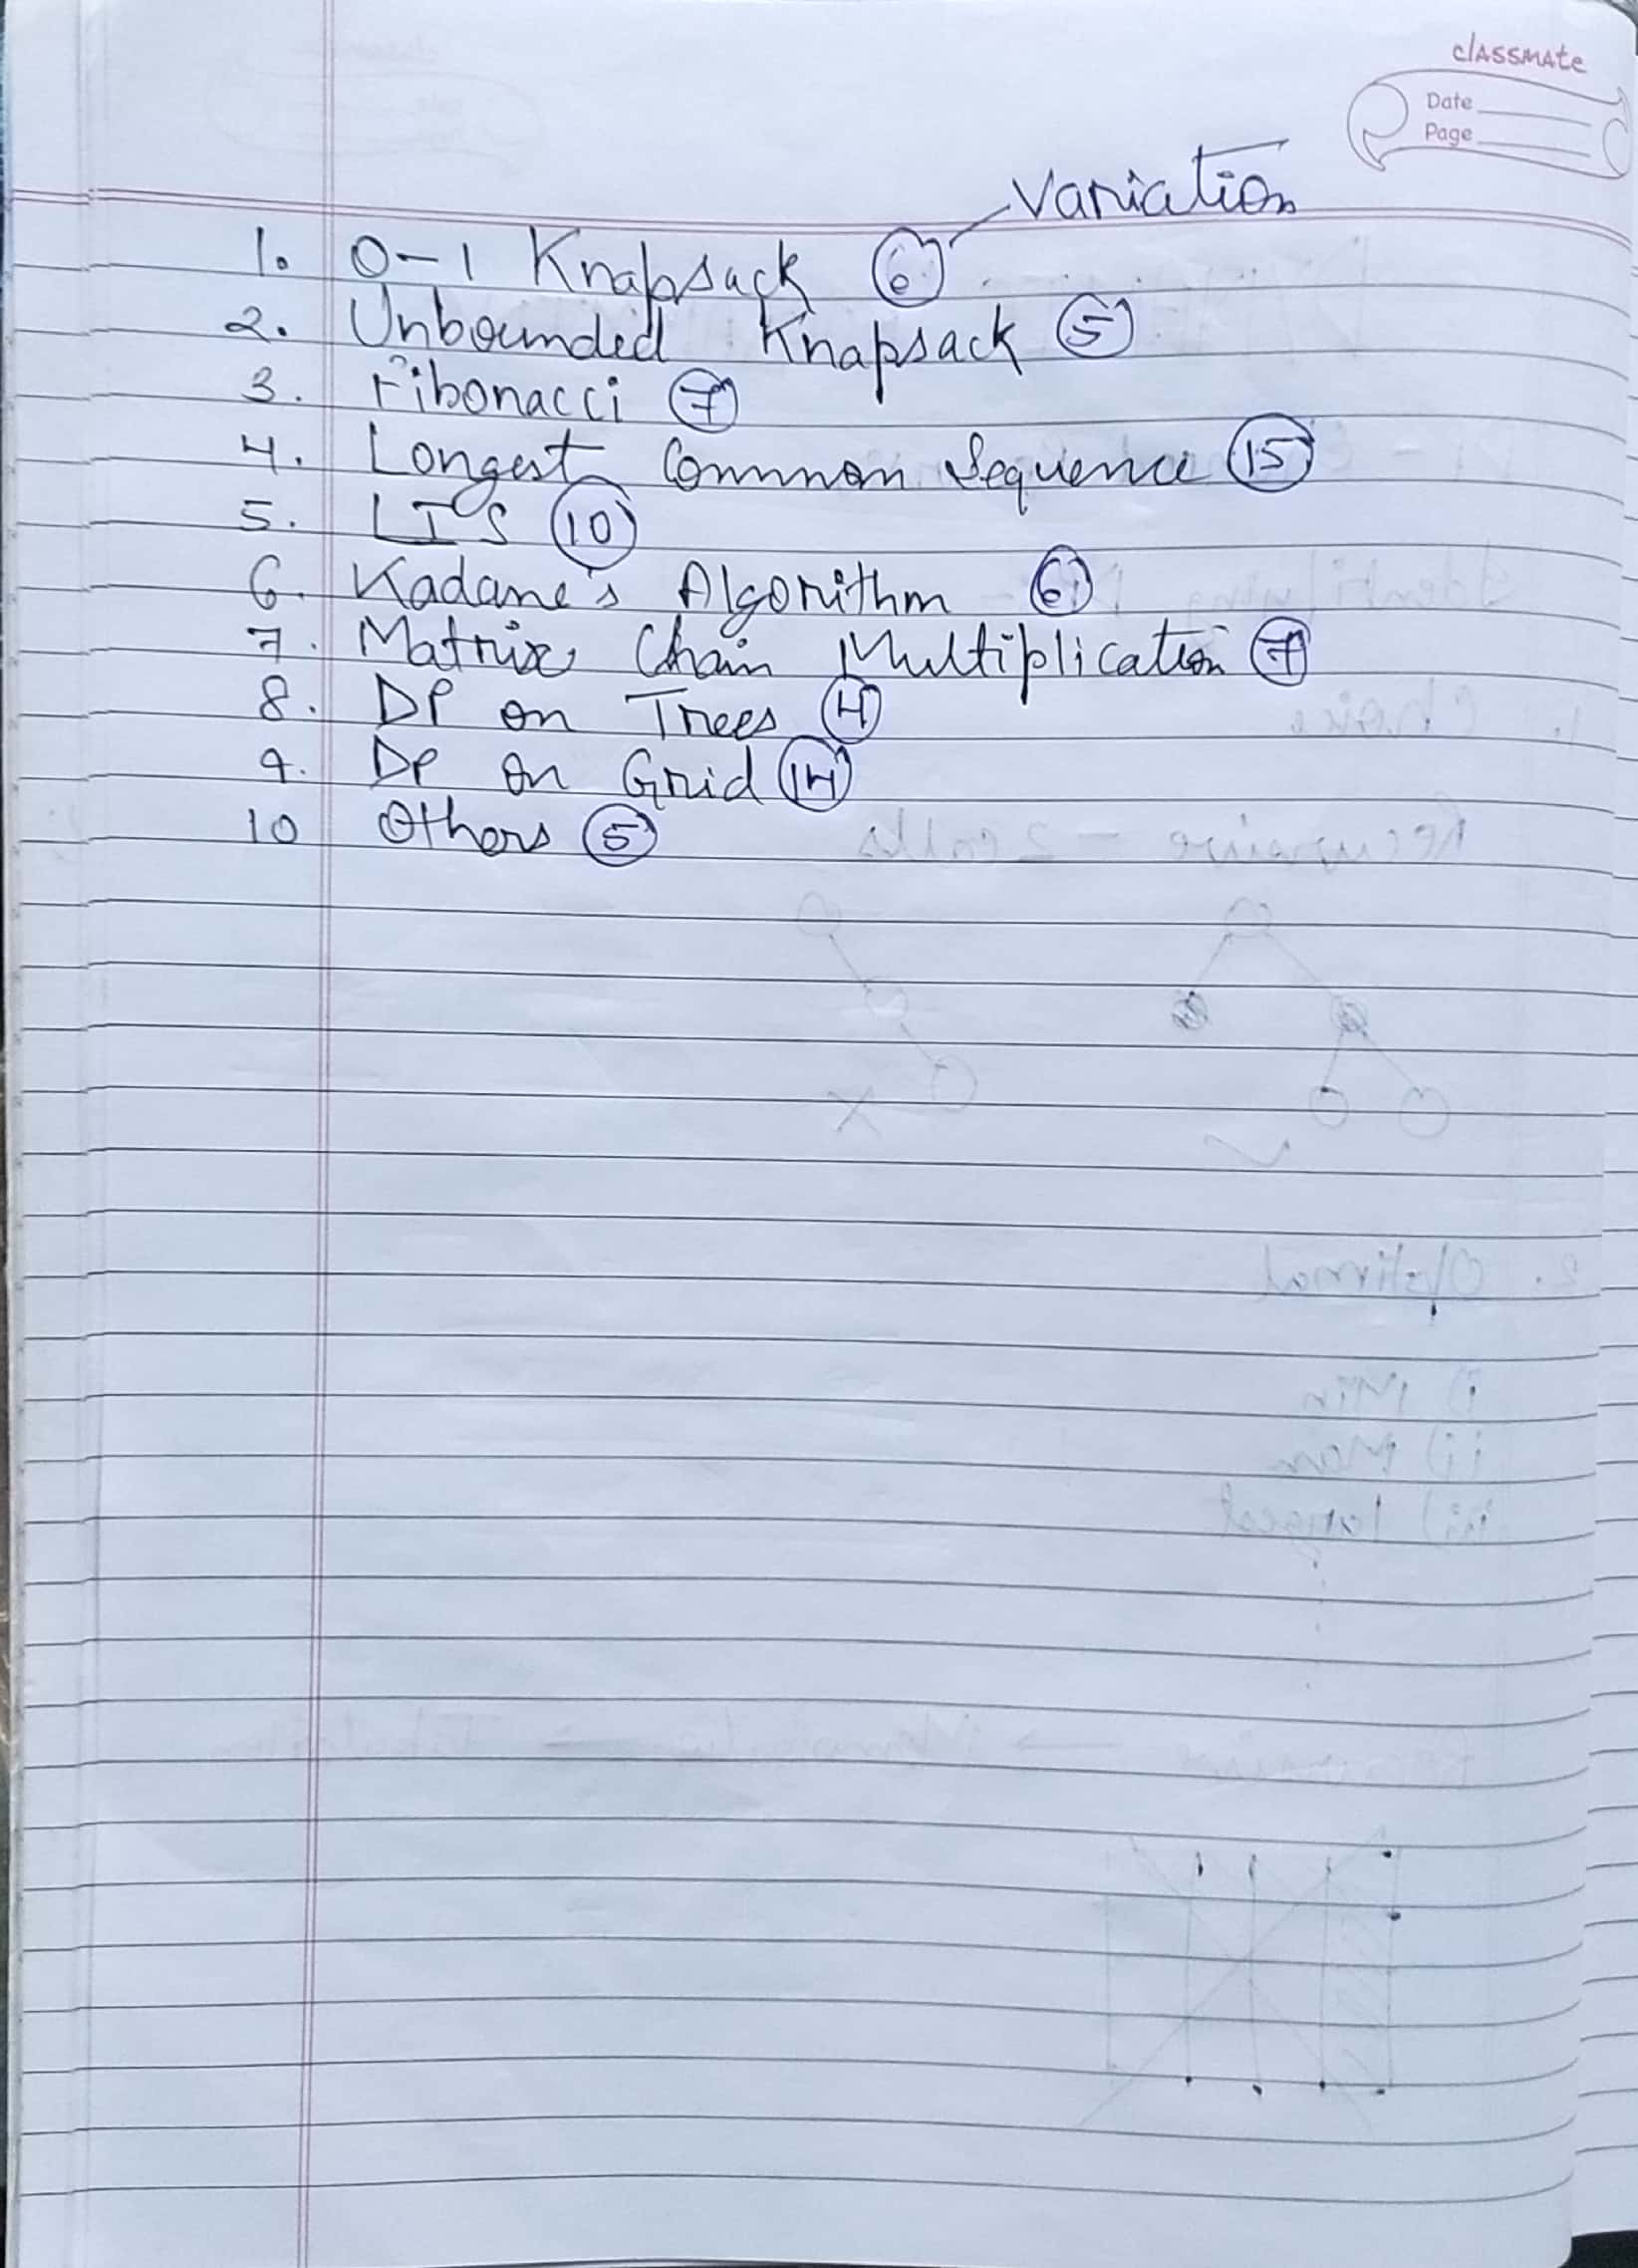 classmate
Date
Page
Variation
1. 0-1 Knapsack 6
2. Unbounded Knapsack 5
3. Fibonacci 7
4. Longest Common Sequence 15
5. LIS 10
6. Kadane's Algorithm 6
7. Matrix Chain Multiplication 7
8. DP on Trees 4
9. DP on Grid 14
10 Others 5